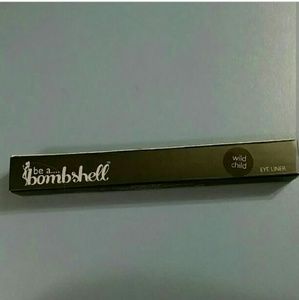 be a....
bombshell
wild
child
EYE LINER